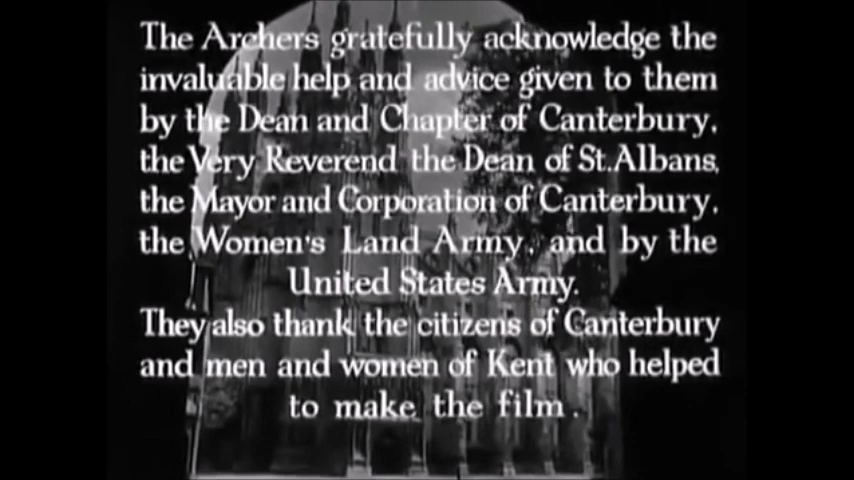 The Archers gratefully acknowledge the
invaluable help and advice given to them
by the Dean and Chapter of Canterbury,
the Very Reverend the Dean of St. Albans,
the Mayor and Corporation of Canterbury,
the Women's Land Army, and by the
United States Army.
They also thank the citizens of Canterbury
and men and women of Kent who helped
to make the film.